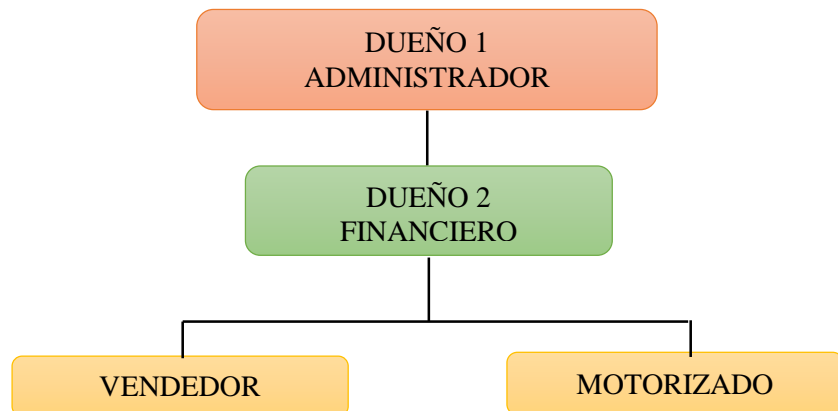 DUEÑO 1
ADMINISTRADOR
DUEÑO 2
FINANCIERO
VENDEDOR
MOTORIZADO